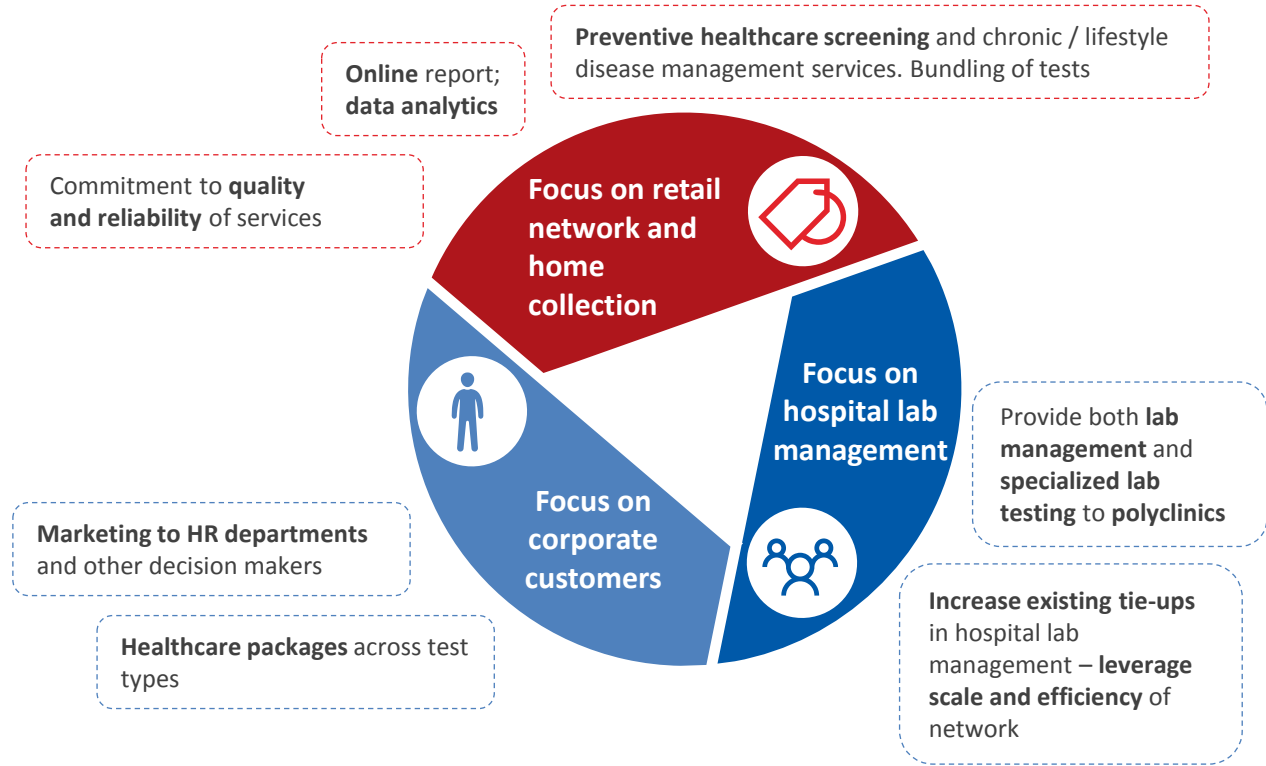 Preventive healthcare screening and chronic / lifestyle
disease management services. Bundling of tests
Online report;
data analytics
Commitment to quality
and reliability of services
Focus on retail
network and
home
collection
Focus on
hospital lab
management
Provide both lab
management and
specialized lab
testing to polyclinics
Focus on
corporate
customers
Marketing to HR departments
and other decision makers
Increase existing tie-ups
in hospital lab
management – leverage
scale and efficiency of
network
Healthcare packages across test
types